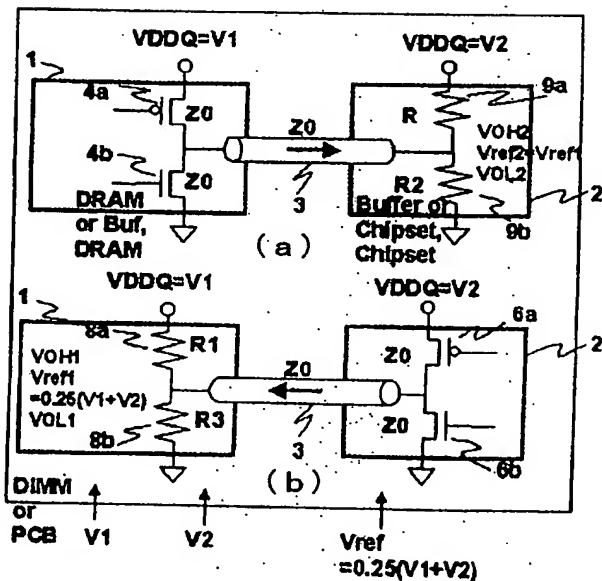 VDDQ=V1 VDDQ=V2
1
4a
Z0
9a
R
VOH2
Vref2=Vref1
VOL2
4b
Z0
Z0
R2
2
DRAM
or Buf,
DRAM
3
(a)
Buffer or
Chipset,
Chipset
9b
1
VDDQ=V1 VDDQ=V2
8a
R1
6a
VOH1
Vref1
=0.25(V1+V2)
VOL1
Z0
Z0
2
8b
R3
3
Z0
6b
(b)
DIMM
or
PCB
V1
V2
Vref
=0.25(V1+V2)